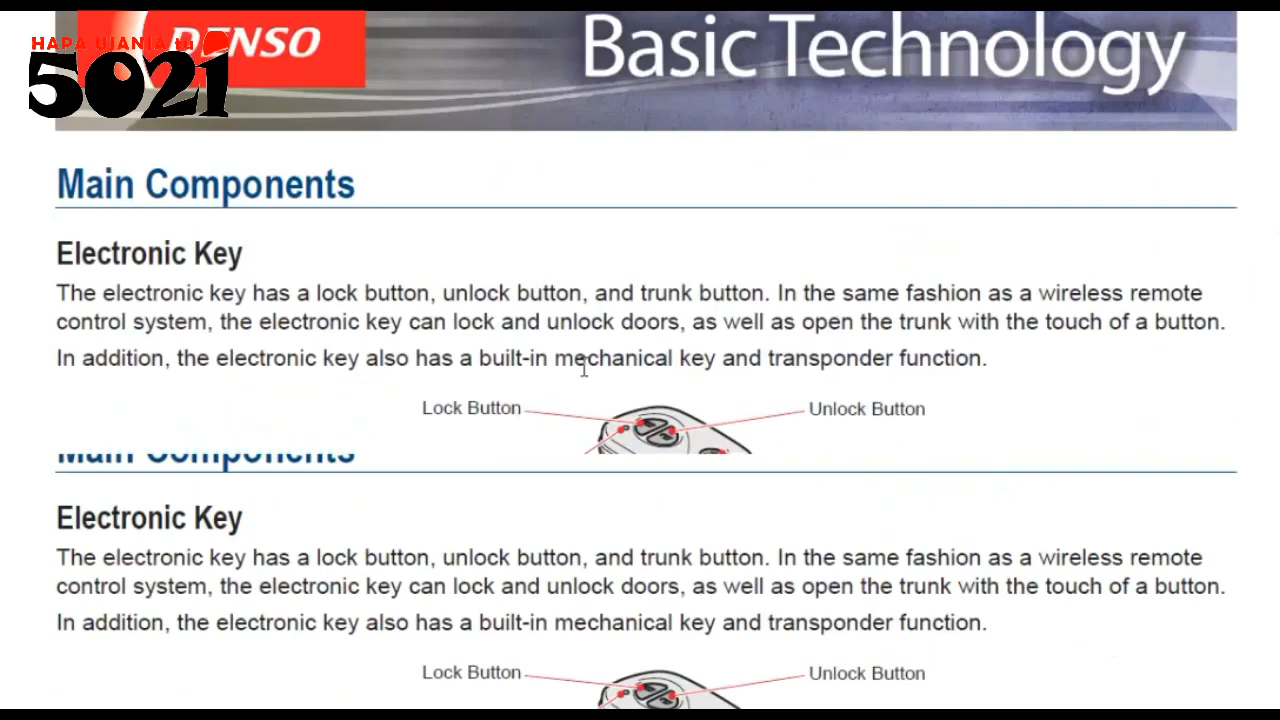 HAPA UJANJA tu
5021
DENSO
Basic Technology
Main Components
Electronic Key
The electronic key has a lock button, unlock button, and trunk button. In the same fashion as a wireless remote
control system, the electronic key can lock and unlock doors, as well as open the trunk with the touch of a button.
In addition, the electronic key also has a built-in mechanical key and transponder function.
Lock Button
Unlock Button
Main Components
Electronic Key
The electronic key has a lock button, unlock button, and trunk button. In the same fashion as a wireless remote
control system, the electronic key can lock and unlock doors, as well as open the trunk with the touch of a button.
In addition, the electronic key also has a built-in mechanical key and transponder function.
Lock Button
Unlock Button